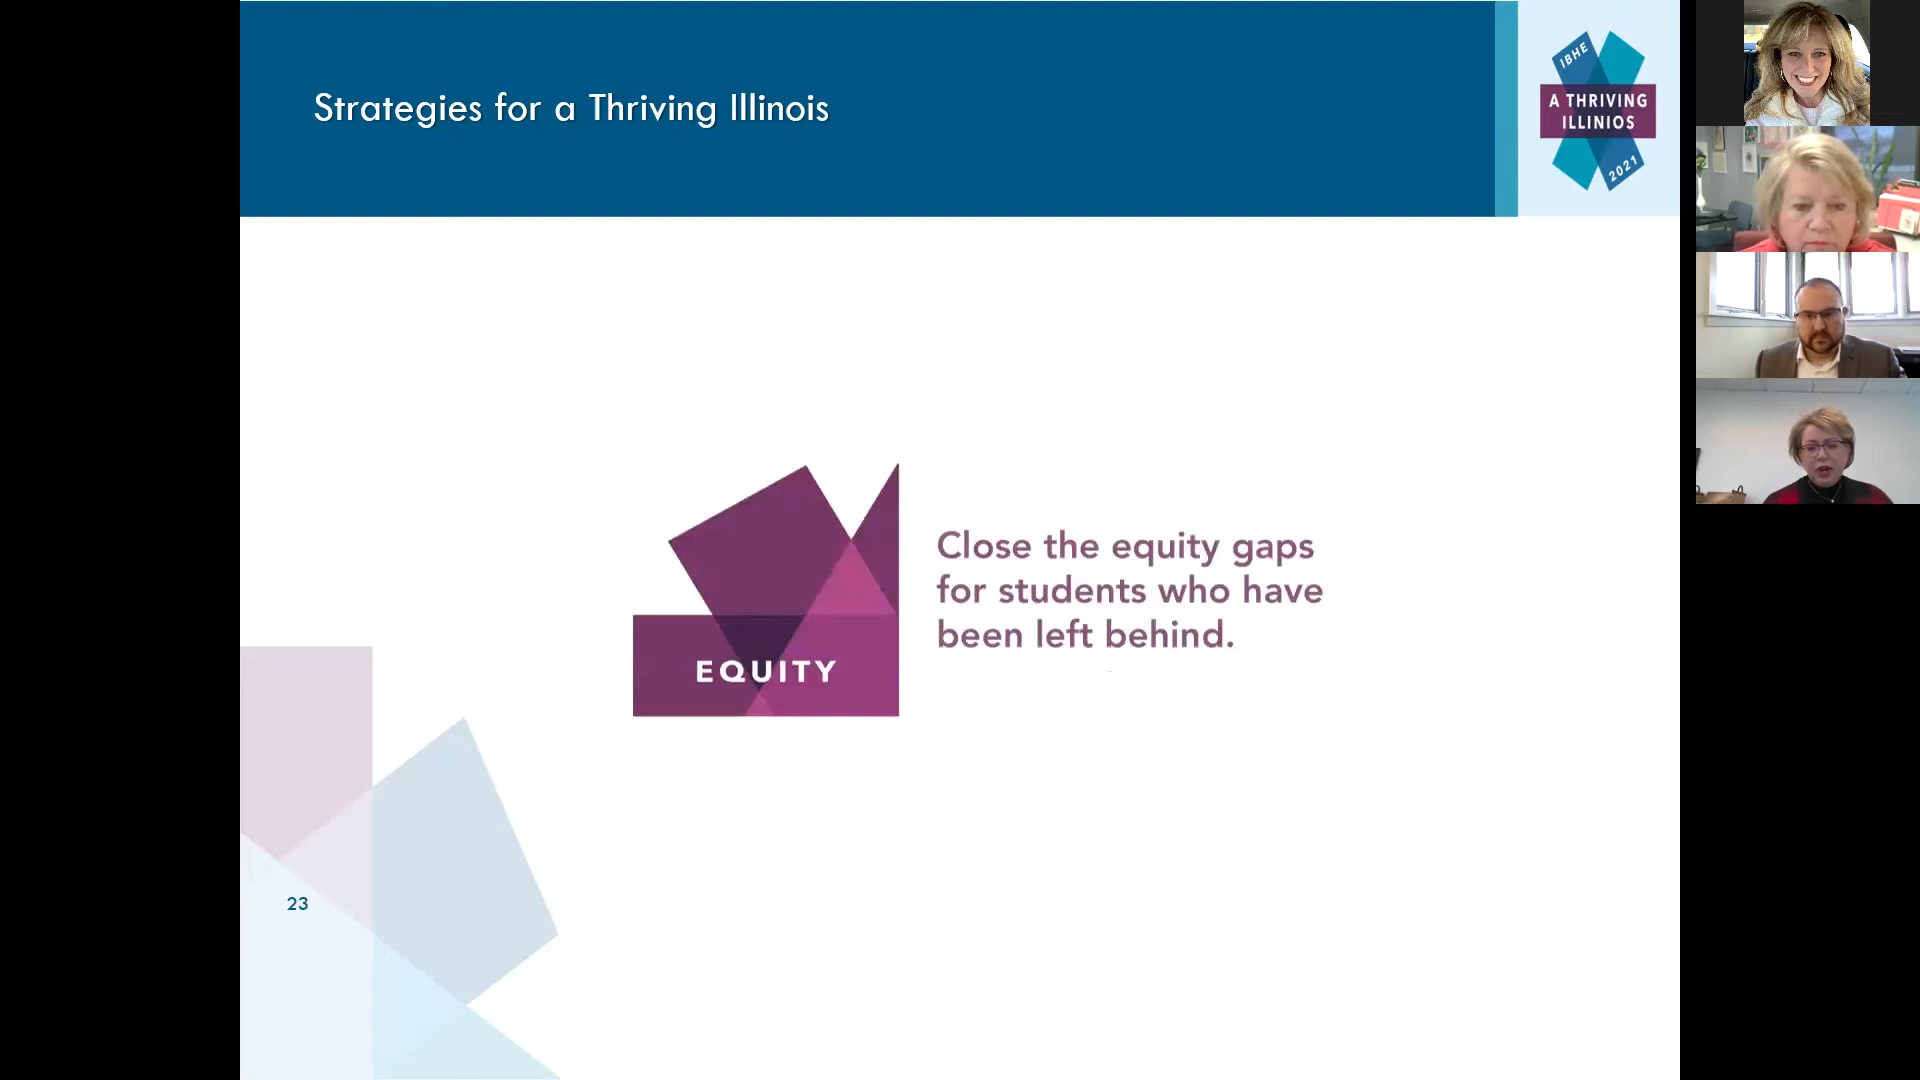 Strategies for a Thriving Illinois
IBHE
A THRIVING
ILLINIOS
2021
Close the equity gaps
for students who have
been left behind.
EQUITY
23